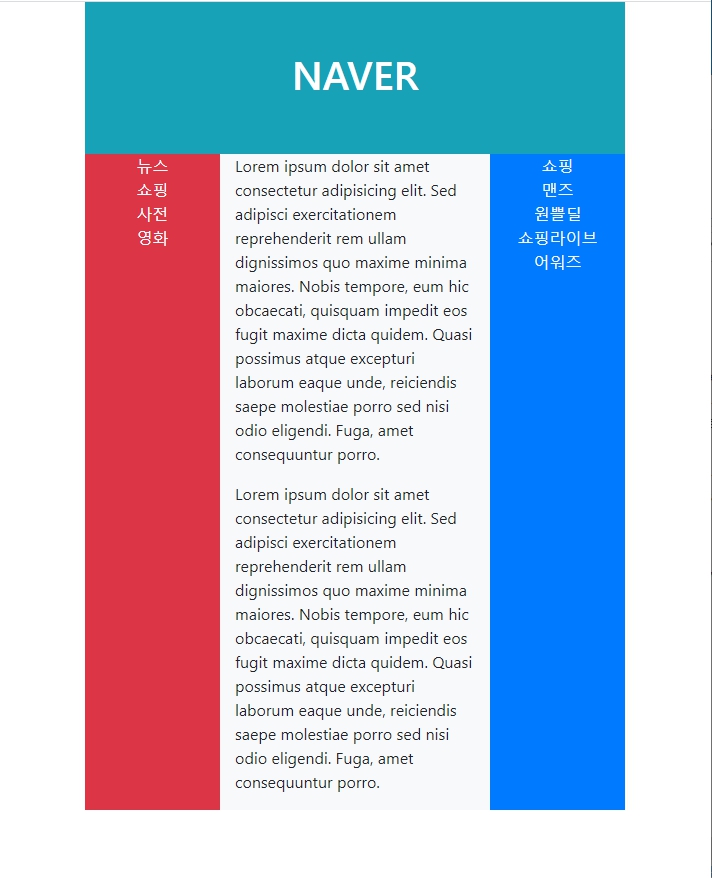 NAVER
뉴스
쇼핑
사전
영화
Lorem ipsum dolor sit amet
consectetur adipisicing elit. Sed
adipisci exercitationem
reprehenderit rem ullam
dignissimos quo maxime minima
maiores. Nobis tempore, eum hic
obcaecati, quisquam impedit eos
fugit maxime dicta quidem. Quasi
possimus atque excepturi
laborum eaque unde, reiciendis
saepe molestiae porro sed nisi
odio eligendi. Fuga, amet
consequuntur porro.
Lorem ipsum dolor sit amet
consectetur adipisicing elit. Sed
adipisci exercitationem
reprehenderit rem ullam
dignissimos quo maxime minima
maiores. Nobis tempore, eum hic
obcaecati, quisquam impedit eos
fugit maxime dicta quidem. Quasi
possimus atque excepturi
laborum eaque unde, reiciendis
saepe molestiae porro sed nisi
odio eligendi. Fuga, amet
consequuntur porro.
쇼핑
맨즈
원쁠딜
쇼핑라이브
어워즈